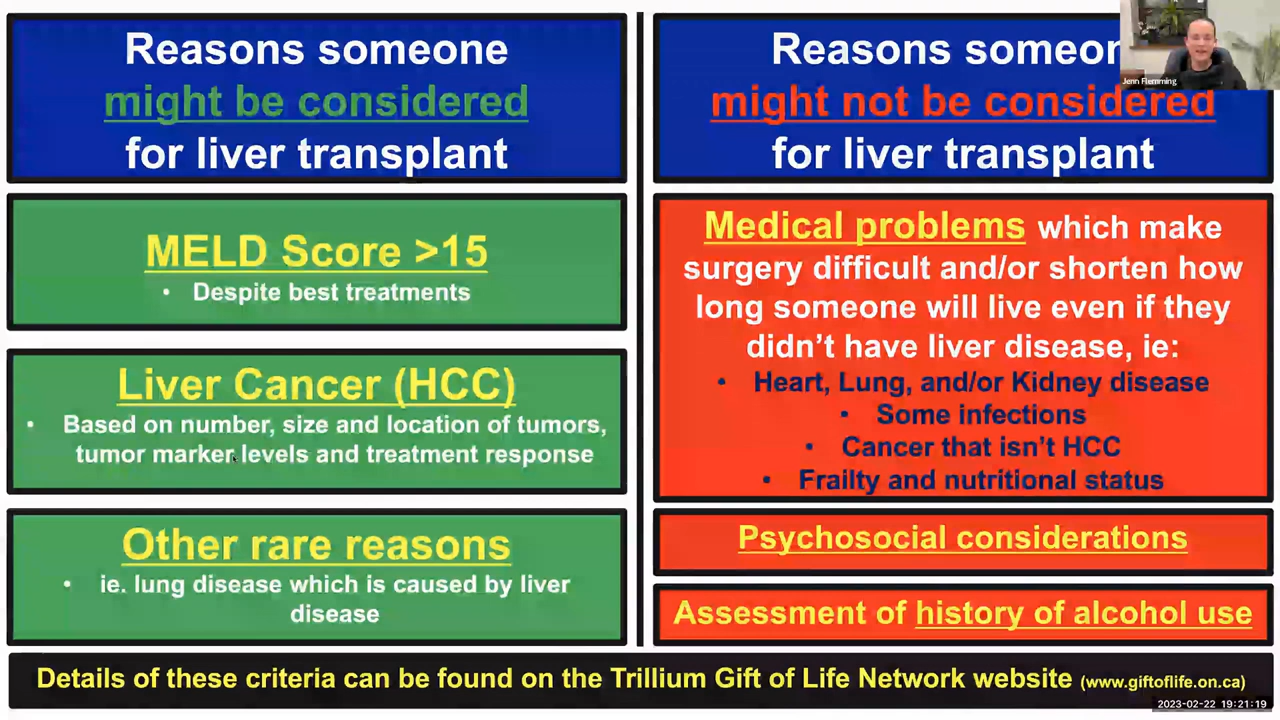 Reasons someone
might be considered
for liver transplant
MELD Score >15
• Despite best treatments
Liver Cancer (HCC)
• Based on number, size and location of tumors,
tumor marker levels and treatment response
Other rare reasons
• ie. lung disease which is caused by liver
disease
Reasons someon
might not be considered
for liver transplant
Jenn Flemming
Medical problems which make
surgery difficult and/or shorten how
long someone will live even if they
didn't have liver disease, ie:
• Heart, Lung, and/or Kidney disease
• Some infections
• Cancer that isn't HCC
• Frailty and nutritional status
Psychosocial considerations
Assessment of history of alcohol use
Details of these criteria can be found on the Trillium Gift of Life Network website (www.giftoflife.on.ca)
2023-02-22 19:21:19